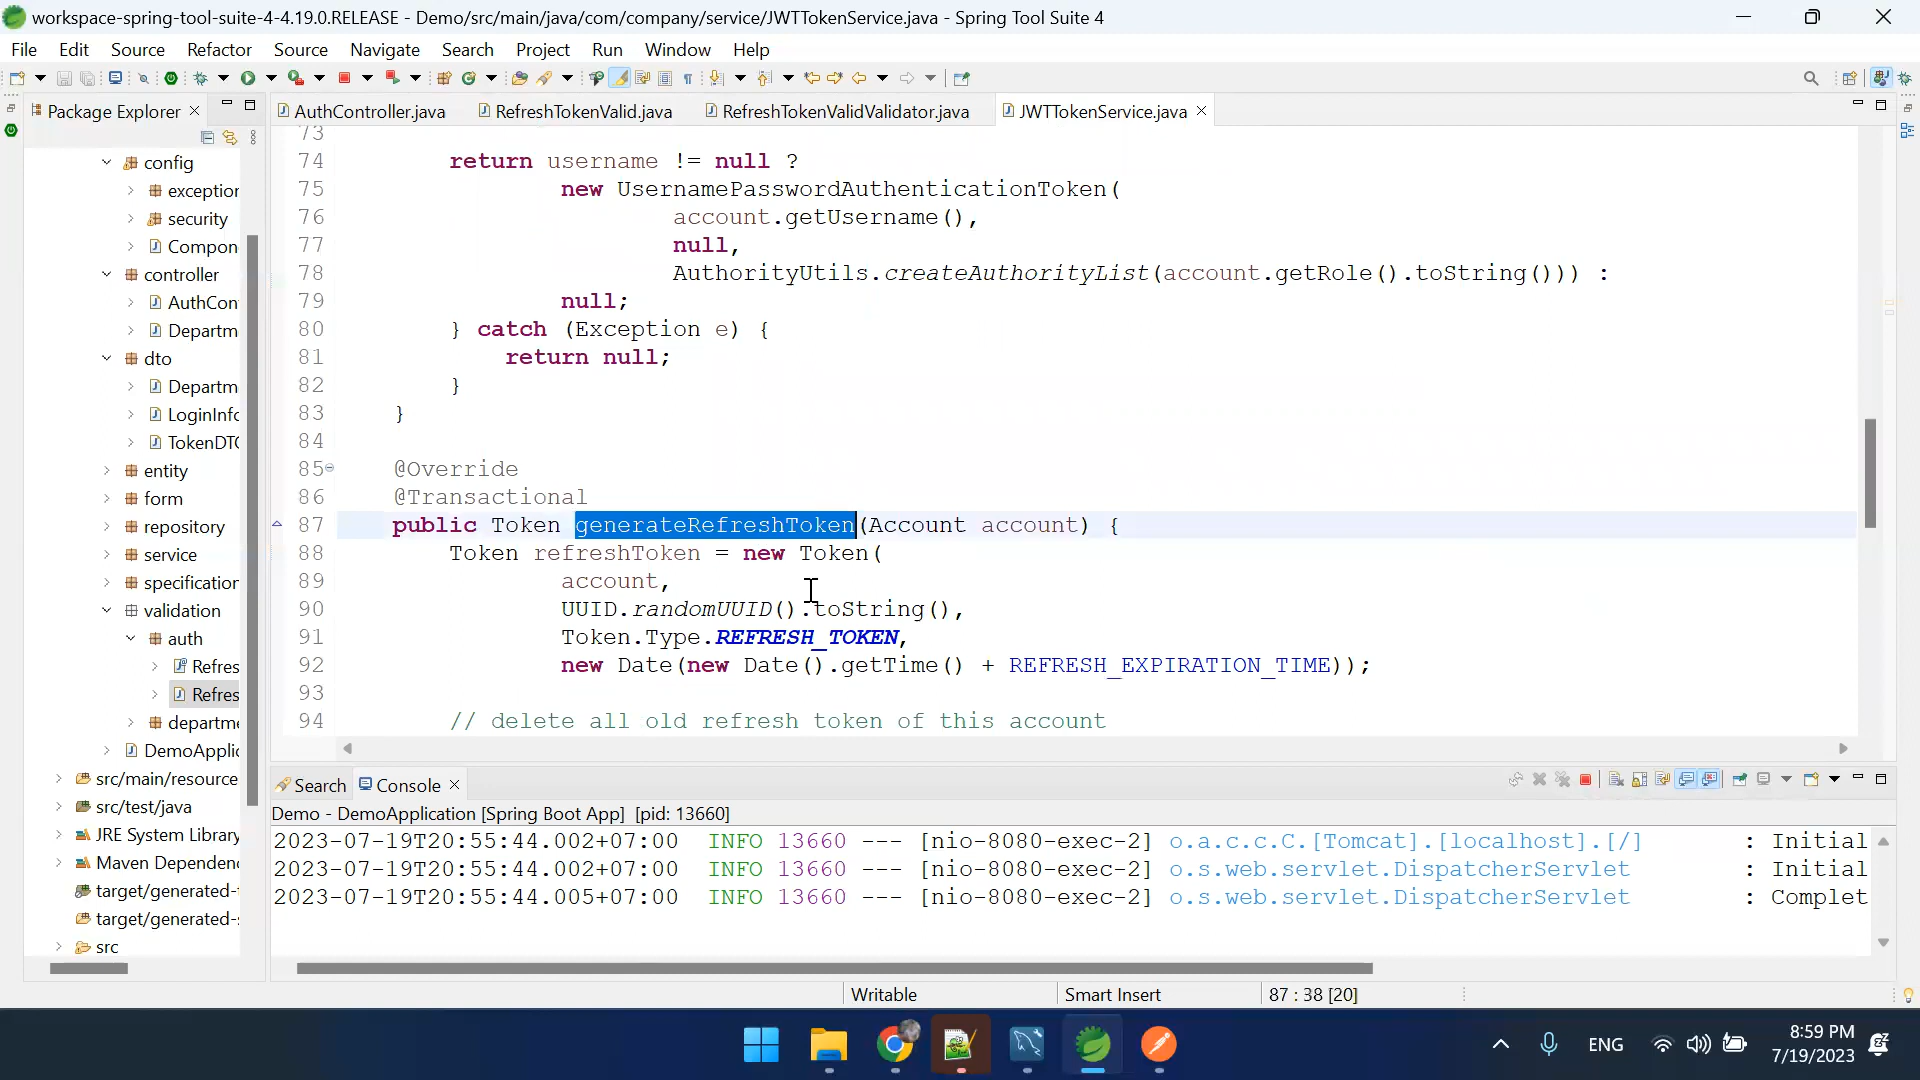 workspace-spring-tool-suite-4-4.19.0.RELEASE - Demo/src/main/java/com/company/service/JWTTokenService.java - Spring Tool Suite 4
File Edit Source Refactor Source Navigate Search Project Run Window Help
Package Explorer
AuthController.java RefreshTokenValid.java RefreshTokenValidValidator.java JWTTokenService.java
config
exception
security
Compon
controller
AuthCon
Departm
dto
Departm
LoginInfo
TokenDTO
entity
form
repository
service
specification
validation
auth
Refres
Refres
departme
DemoApplic
src/main/resource
src/test/java
JRE System Library
Maven Dependenc
target/generated-
target/generated-s
src
73
74 return username != null ?
75 new UsernamePasswordAuthenticationToken(
76 account.getUsername(),
77 null,
78 AuthorityUtils.createAuthorityList(account.getRole().toString())) :
79 null;
80 } catch (Exception e) {
81 return null;
82 }
83 }
84
85 @Override
86 @Transactional
87 public Token generateRefreshToken(Account account) {
88 Token refreshToken = new Token(
89 account,
90 UUID.randomUUID().toString(),
91 Token.Type.REFRESH_TOKEN,
92 new Date(new Date().getTime() + REFRESH_EXPIRATION_TIME));
93
94 // delete all old refresh token of this account
Search Console
Demo - DemoApplication [Spring Boot App] [pid: 13660]
2023-07-19T20:55:44.002+07:00 INFO 13660 --- [nio-8080-exec-2] o.a.c.c.C.[Tomcat].[localhost].[/] : Initial
2023-07-19T20:55:44.002+07:00 INFO 13660 --- [nio-8080-exec-2] o.s.web.servlet.DispatcherServlet : Initial
2023-07-19T20:55:44.005+07:00 INFO 13660 --- [nio-8080-exec-2] o.s.web.servlet.DispatcherServlet : Complet
Writable Smart Insert 87 : 38 [20]
ENG
8:59 PM
7/19/2023